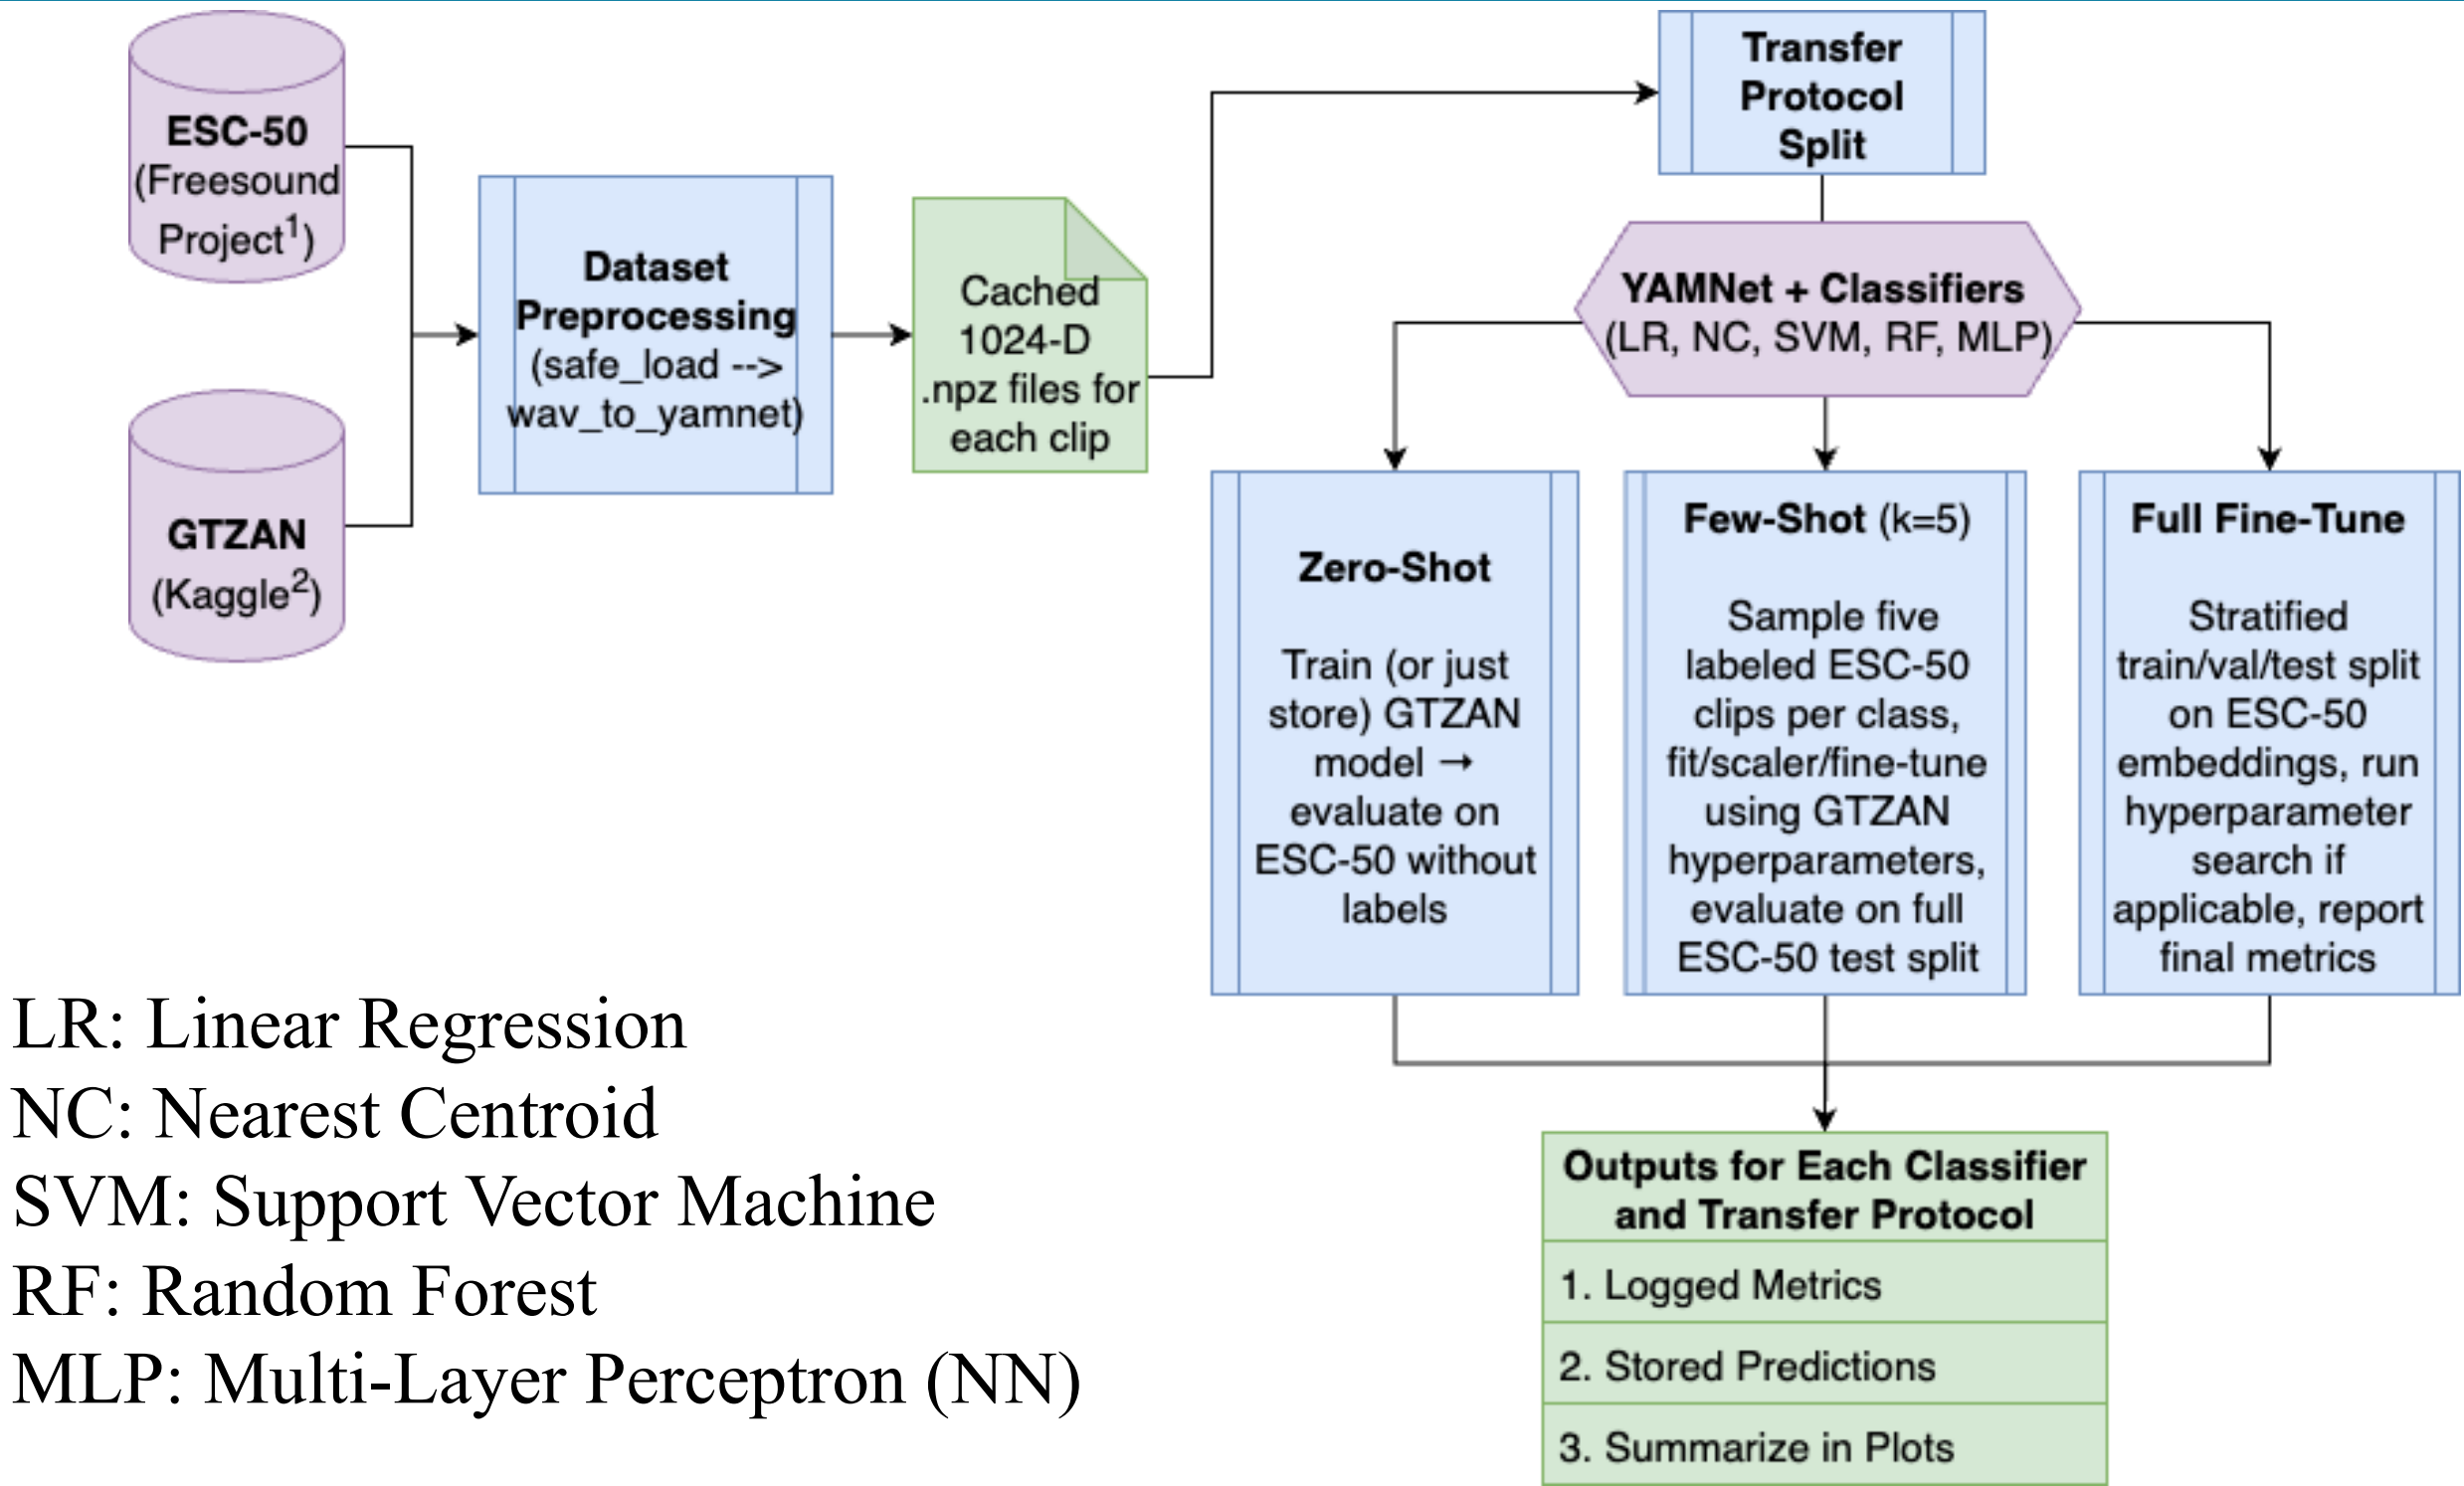 ESC-50
(Freesound
Project¹)
GTZAN
(Kaggle²)
Dataset
Preprocessing
(safe_load -->
wav_to_yamnet)
Cached
1024-D
.npz files for
each clip
Transfer
Protocol
Split
YAMNet + Classifiers
(LR, NC, SVM, RF, MLP)
Zero-Shot
Train (or just
store) GTZAN
model →
evaluate on
ESC-50 without
labels
Few-Shot (k=5)
Sample five
labeled ESC-50
clips per class,
fit/scaler/fine-tune
using GTZAN
hyperparameters,
evaluate on full
ESC-50 test split
Full Fine-Tune
Stratified
train/val/test split
on ESC-50
embeddings, run
hyperparameter
search if
applicable, report
final metrics
Outputs for Each Classifier
and Transfer Protocol
1. Logged Metrics
2. Stored Predictions
3. Summarize in Plots
LR: Linear Regression
NC: Nearest Centroid
SVM: Support Vector Machine
RF: Random Forest
MLP: Multi-Layer Perceptron (NN)